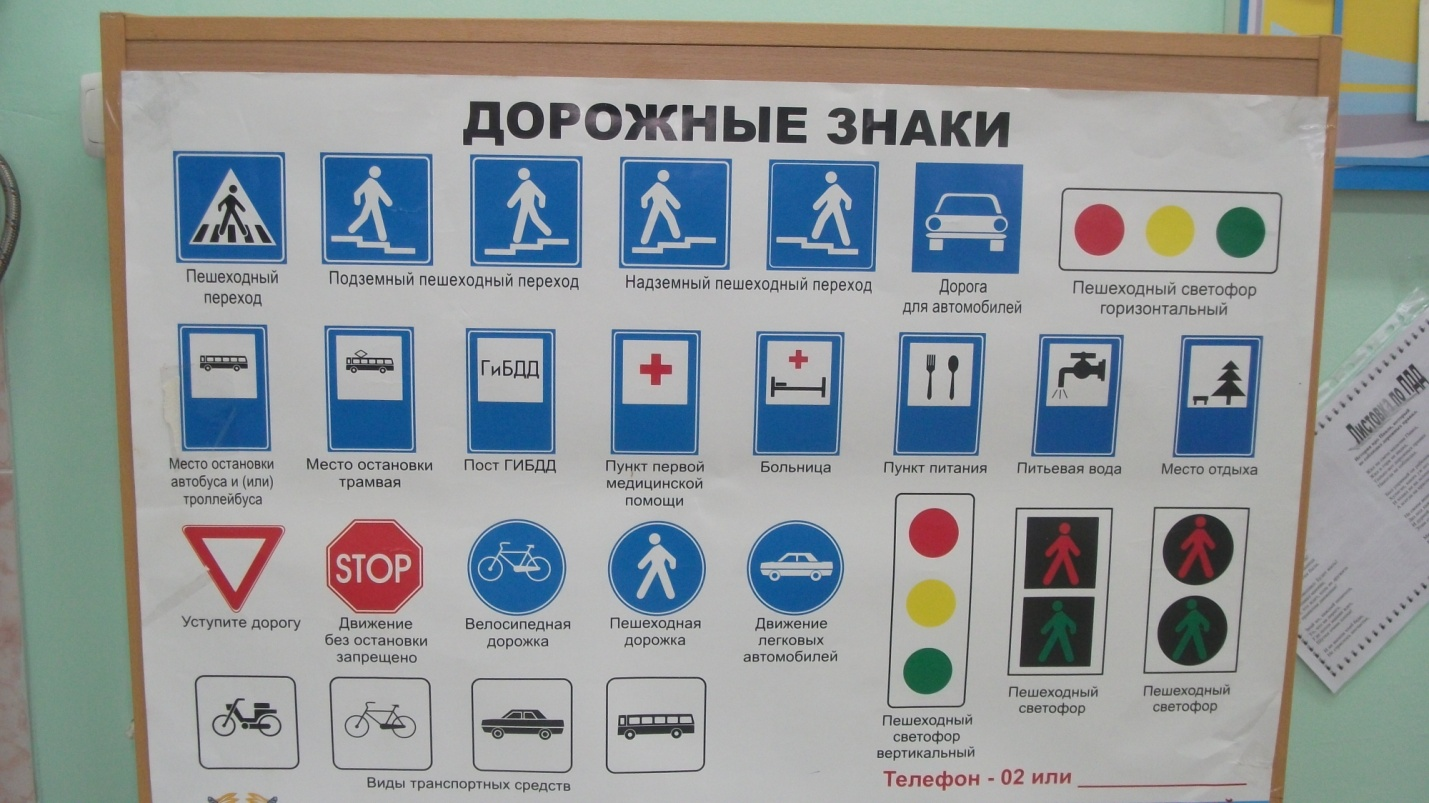 ДОРОЖНЫЕ ЗНАКИ
Пешеходный
переход
Подземный пешеходный переход
Надземный пешеходный переход
Дорога
для автомобилей
Пешеходный светофор
горизонтальный
ГиБДД
Место остановки
автобуса и (или)
троллейбуса
Место остановки
трамвая
Пост ГИБДД
Пункт первой
медицинской
помощи
Больница
Пункт питания
Питьевая вода
Место отдыха
Листовка по ПДД
STOP
Уступите дорогу
Движение
без остановки
запрещено
Велосипедная
дорожка
Пешеходная
дорожка
Движение
легковых
автомобилей
Пешеходный
светофор
вертикальный
Пешеходный
светофор
Пешеходный
светофор
Виды транспортных средств
Телефон - 02 или